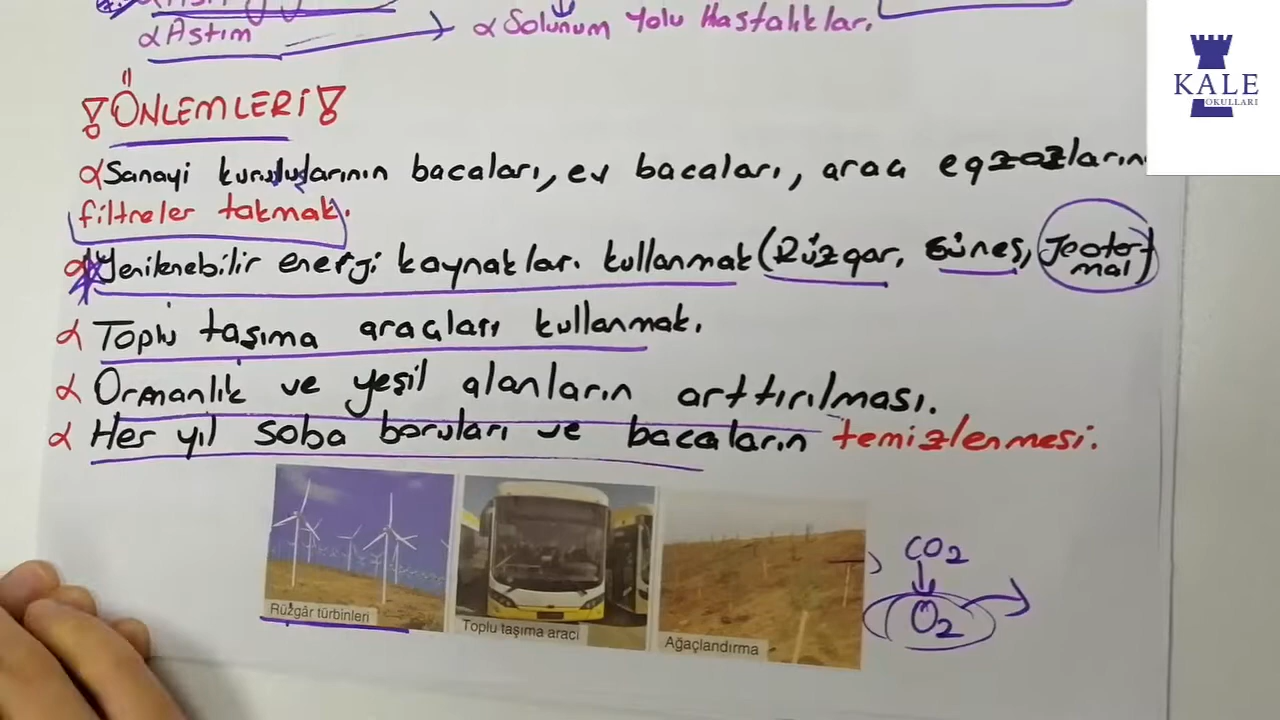 α Astım → α Solunum Yolu Hastalıkları.
KALE
OKULLARI
! ÖNLEMLERİ !
α Sanayi kuruluşlarının bacaları, ev bacaları, araç eqzozların
filtreler takmak.
α Yenilenebilir enerji kaynakları kullanmak (Rüzgar, Güneş, Jeotermal)
α Toplu taşıma araçları kullanmak.
α Ormanlık ve yeşil alanların arttırılması.
α Her yıl soba boruları ve bacaların temizlenmesi.
CO2
O2
Rüzgâr türbinleri
Toplu taşıma aracı
Ağaçlandırma